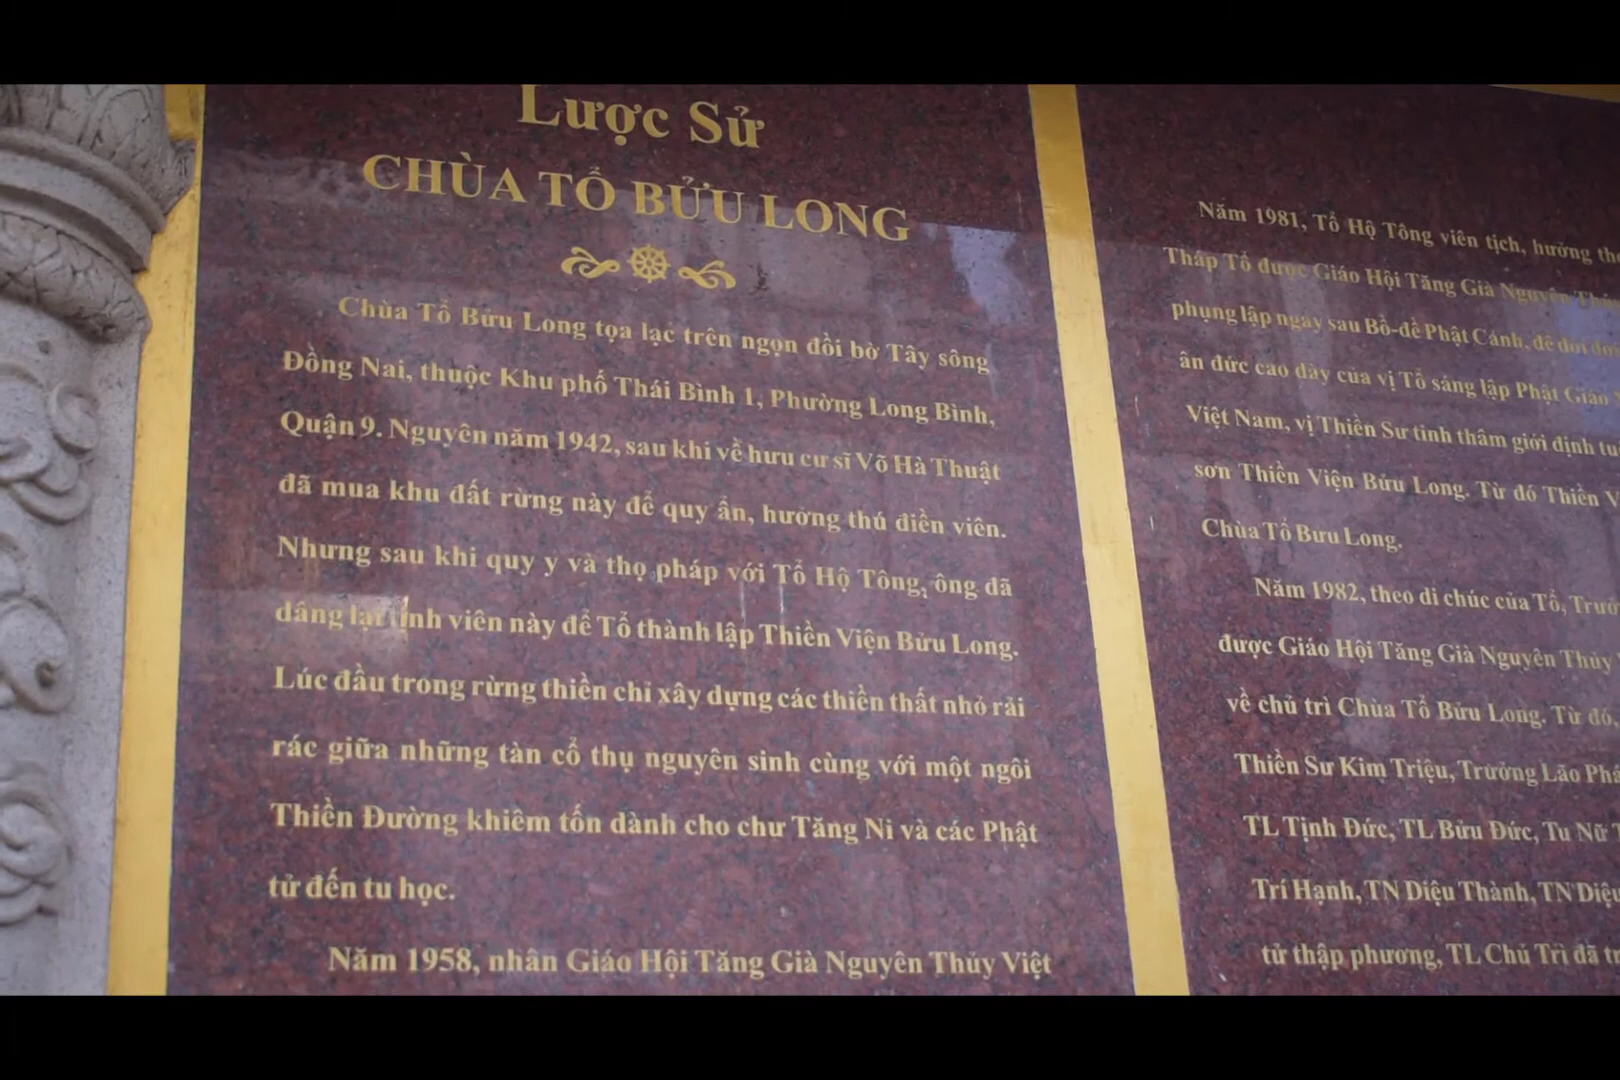 Lược Sử
CHÙA TỔ BỬU LONG
Chùa Tổ Bửu Long tọa lạc trên ngọn đồi bờ Tây sông
Đồng Nai, thuộc Khu phố Thái Bình 1, Phường Long Bình,
Quận 9. Nguyên năm 1942, sau khi về hưu cư sĩ Võ Hà Thuật
đã mua khu đất rừng này để quy ẩn, hưởng thú điền viên.
Nhưng sau khi quy y và thọ pháp với Tổ Hộ Tông, ông đã
dâng lại viên này để Tổ thành lập Thiền Viện Bửu Long.
Lúc đầu trong rừng thiền chỉ xây dựng các thiền thất nhỏ rải
rác giữa những tàn cổ thụ nguyên sinh cùng với một ngôi
Thiền Đường khiêm tốn dành cho chư Tăng Ni và các Phật
tử đến tu học.
Năm 1958, nhân Giáo Hội Tăng Già Nguyên Thủy Việt
Năm 1981, Tổ Hộ Tông viên tịch, hưởng
Tháp Tổ được Giáo Hội Tăng Già Nguyên
phụng lập ngay sau Bồ-đề Phật Cảnh, để đời
ân đức cao dày của vị Tổ sáng lập Phật Giáo
Việt Nam, vị Thiền Sư tinh thâm giới định
sơn Thiền Viện Bửu Long. Từ đó Thiền
Chùa Tổ Bưu Long.
Năm 1982, theo di chúc của Tổ,
được Giáo Hội Tăng Già Nguyên Thủy
về chủ trì Chùa Tổ Bửu Long. Từ đó,
Thiền Sư Kim Triệu, Trưởng Lão
TL Tịnh Đức, TL Bửu Đức, Tu Nữ
Trí Hạnh, TN Diệu Thành, TN Diệu
tử thập phương, TL Chủ Trì đã